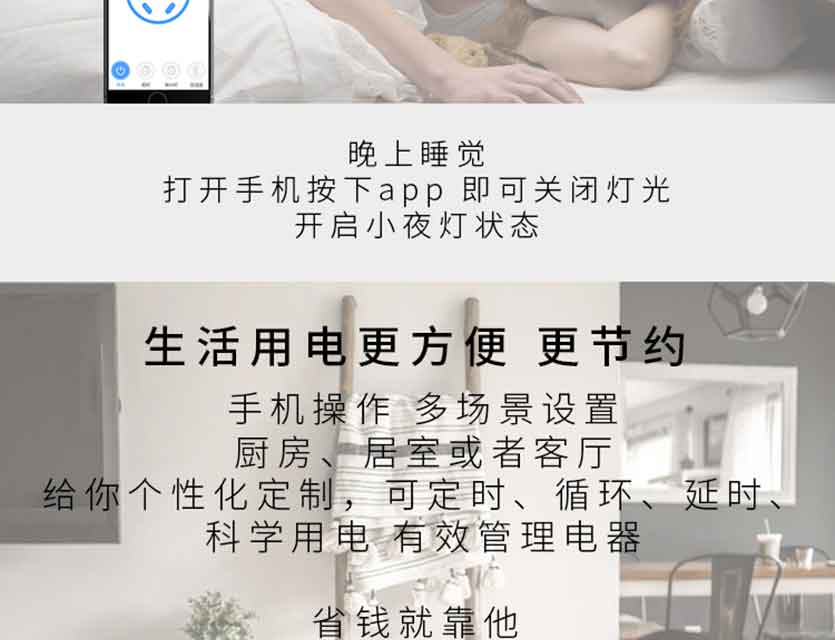 晚上睡觉
打开手机按下app 即可关闭灯光
开启小夜灯状态
生活用电更方便 更节约
手机操作 多场景设置
厨房、居室或者客厅
给你个性化定制，可定时、循环、延时、
科学用电 有效管理电器
省钱就靠他